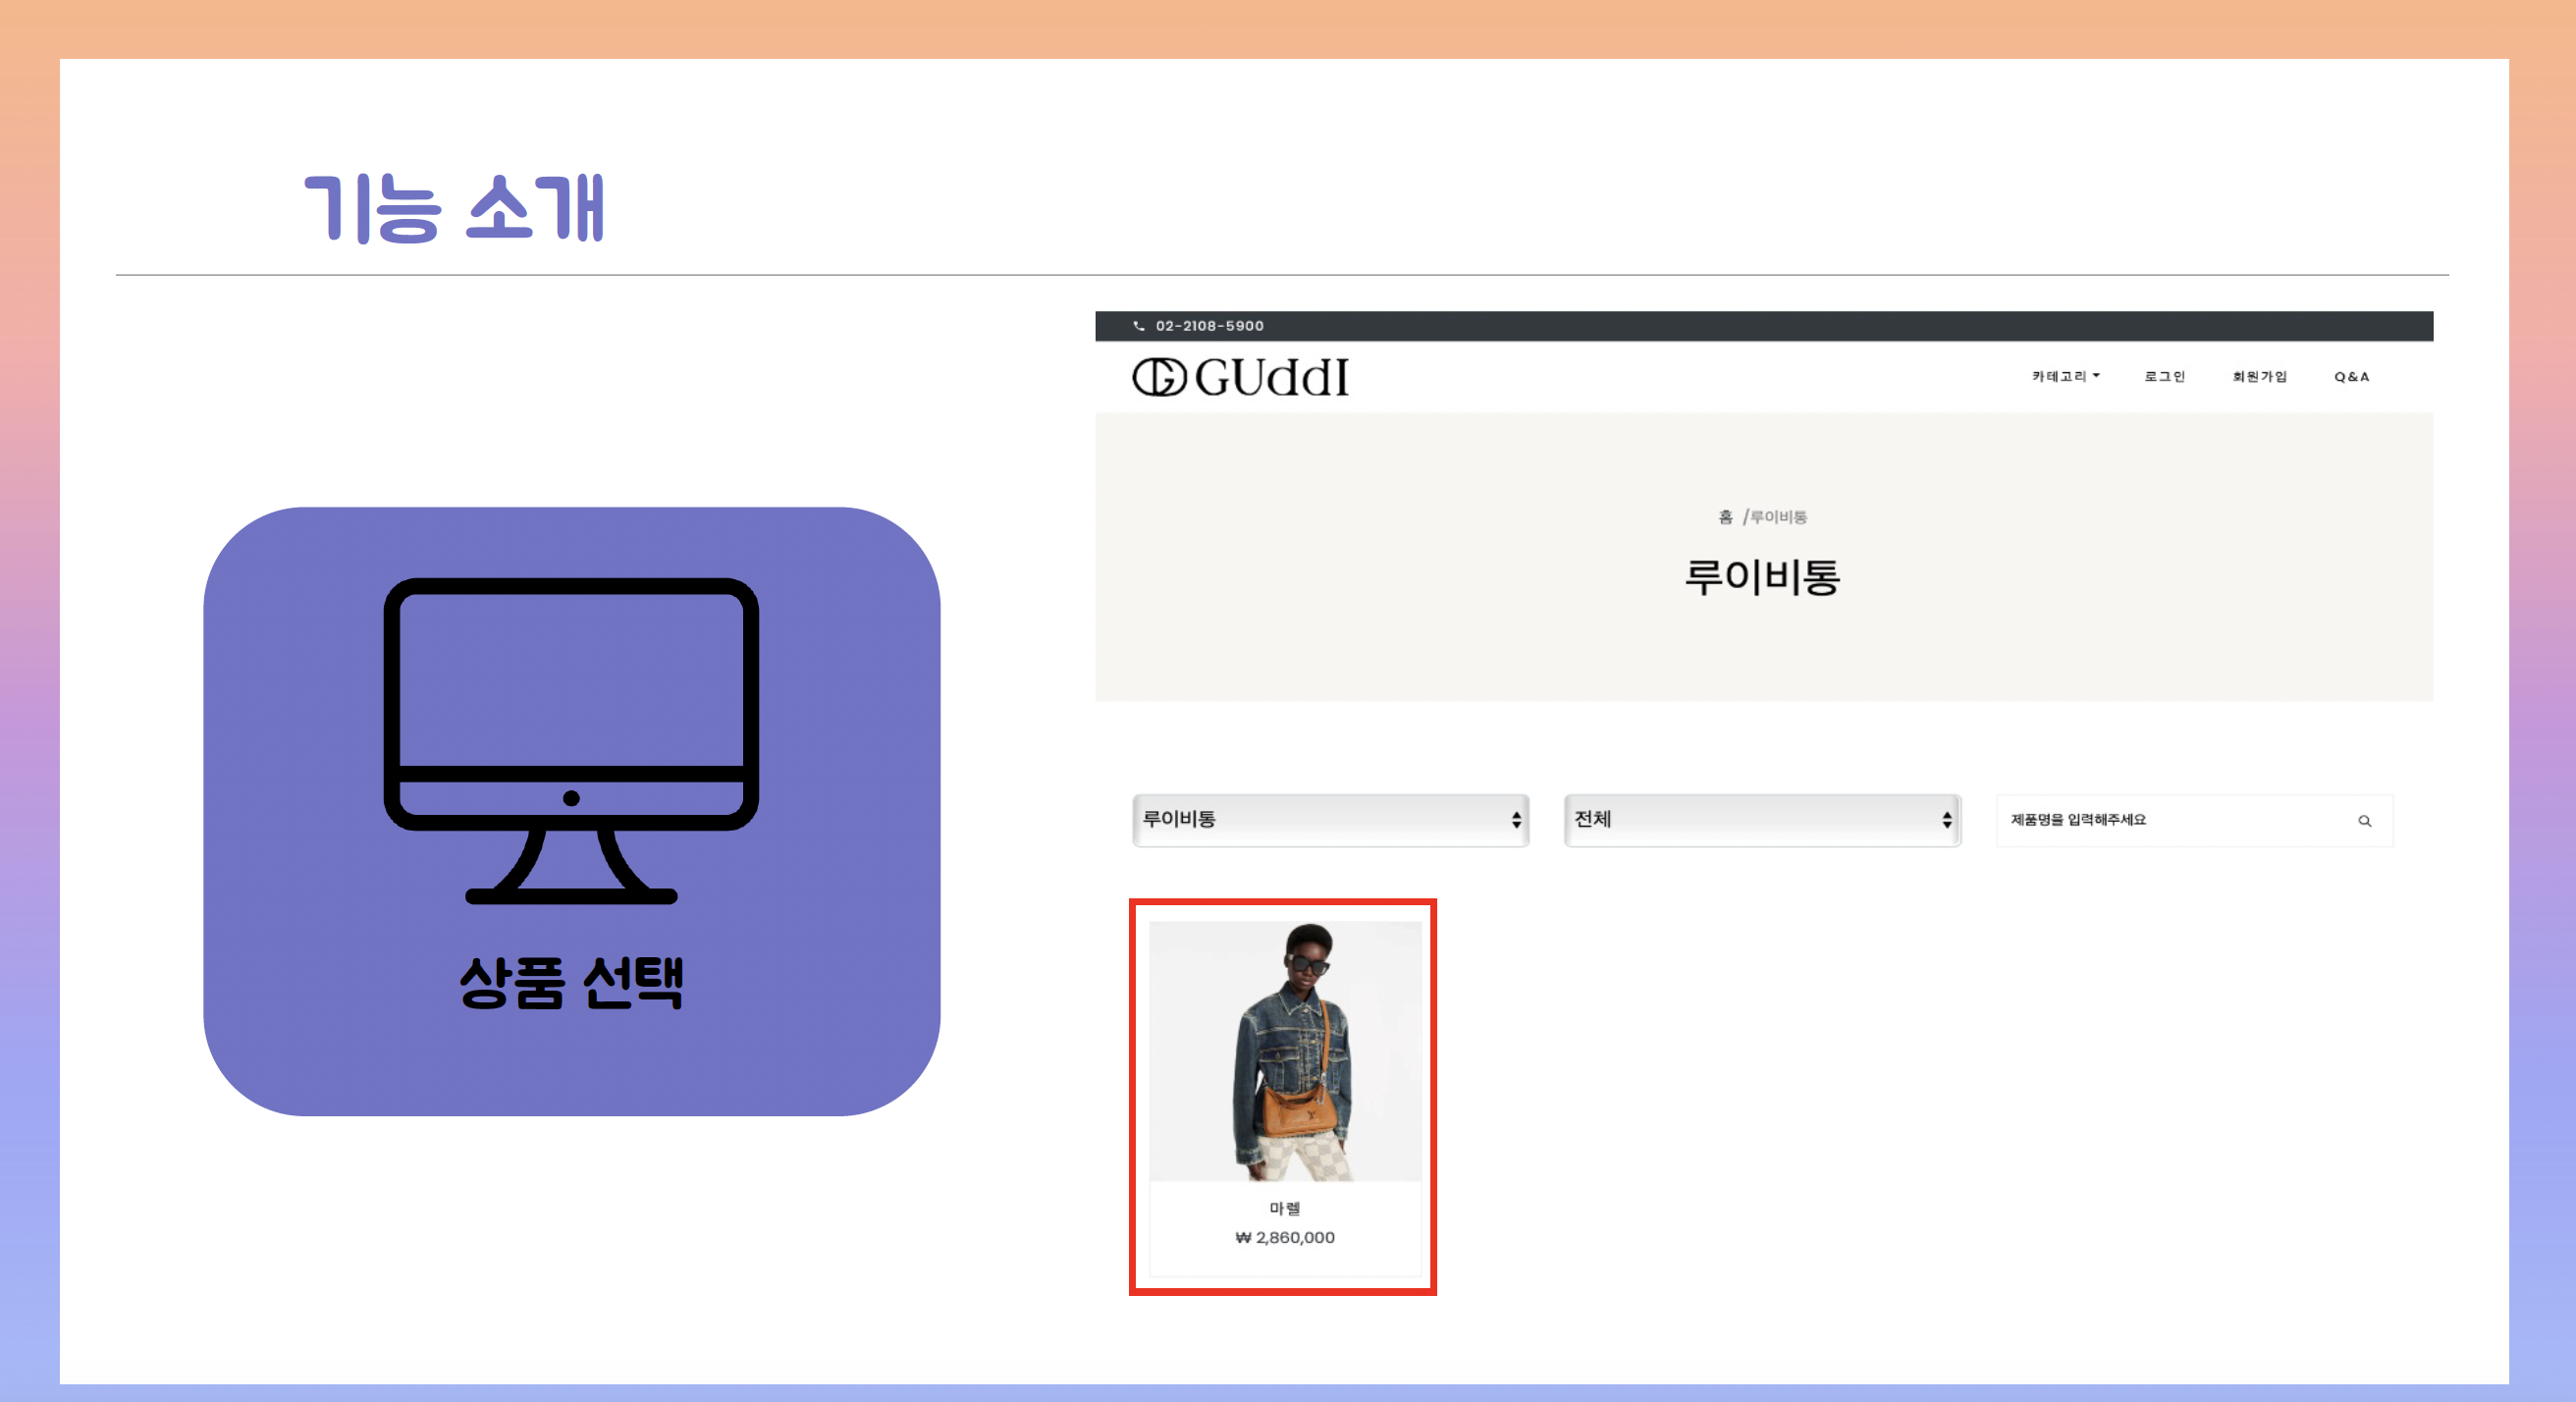 기능 소개
상품 선택
02-2108-5900
GUddI
카테고리 로그인 회원가입 Q&A
홈 /루이비통
루이비통
루이비통 전체 제품명을 입력해주세요
마렐
₩ 2,860,000